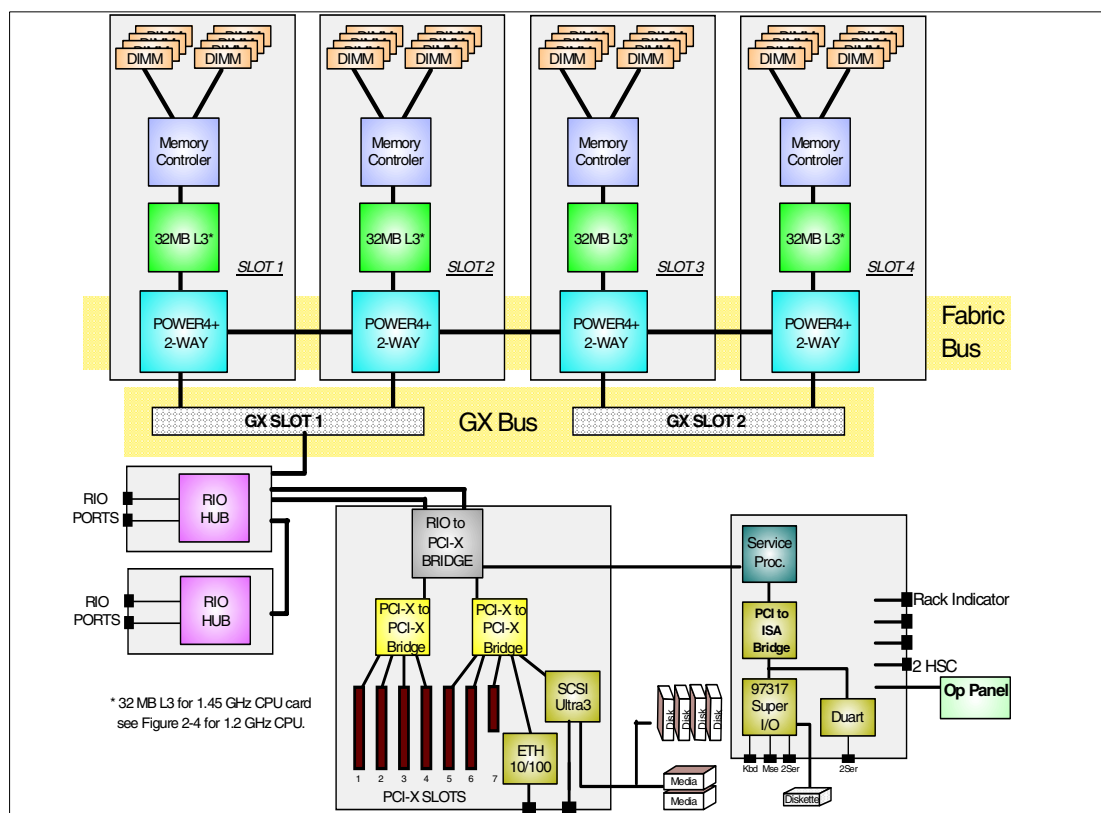 DIMM DIMM DIMM DIMM DIMM DIMM DIMM DIMM
Memory Controler
Memory Controler
Memory Controler
Memory Controler
32MB L3*
32MB L3*
32MB L3*
32MB L3*
SLOT 1
SLOT 2
SLOT 3
SLOT 4
POWER4+
2-WAY
POWER4+
2-WAY
POWER4+
2-WAY
POWER4+
2-WAY
Fabric
Bus
GX SLOT 1
GX Bus
GX SLOT 2
RIO
PORTS
RIO
HUB
RIO
PORTS
RIO
HUB
RIO to
PCI-X
BRIDGE
PCI-X to
PCI-X
Bridge
PCI-X to
PCI-X
Bridge
SCSI
Ultra3
ETH
10/100
1 2 3 4 5 6 7
PCI-X SLOTS
Disk Disk Disk Disk
Media
Media
Service
Proc.
PCI to
ISA
Bridge
97317
Super
I/O
Duart
Kbd Mse 2Ser 2Ser
Diskette
Rack Indicator
2 HSC
Op Panel
* 32 MB L3 for 1.45 GHz CPU card
see Figure 2-4 for 1.2 GHz CPU.